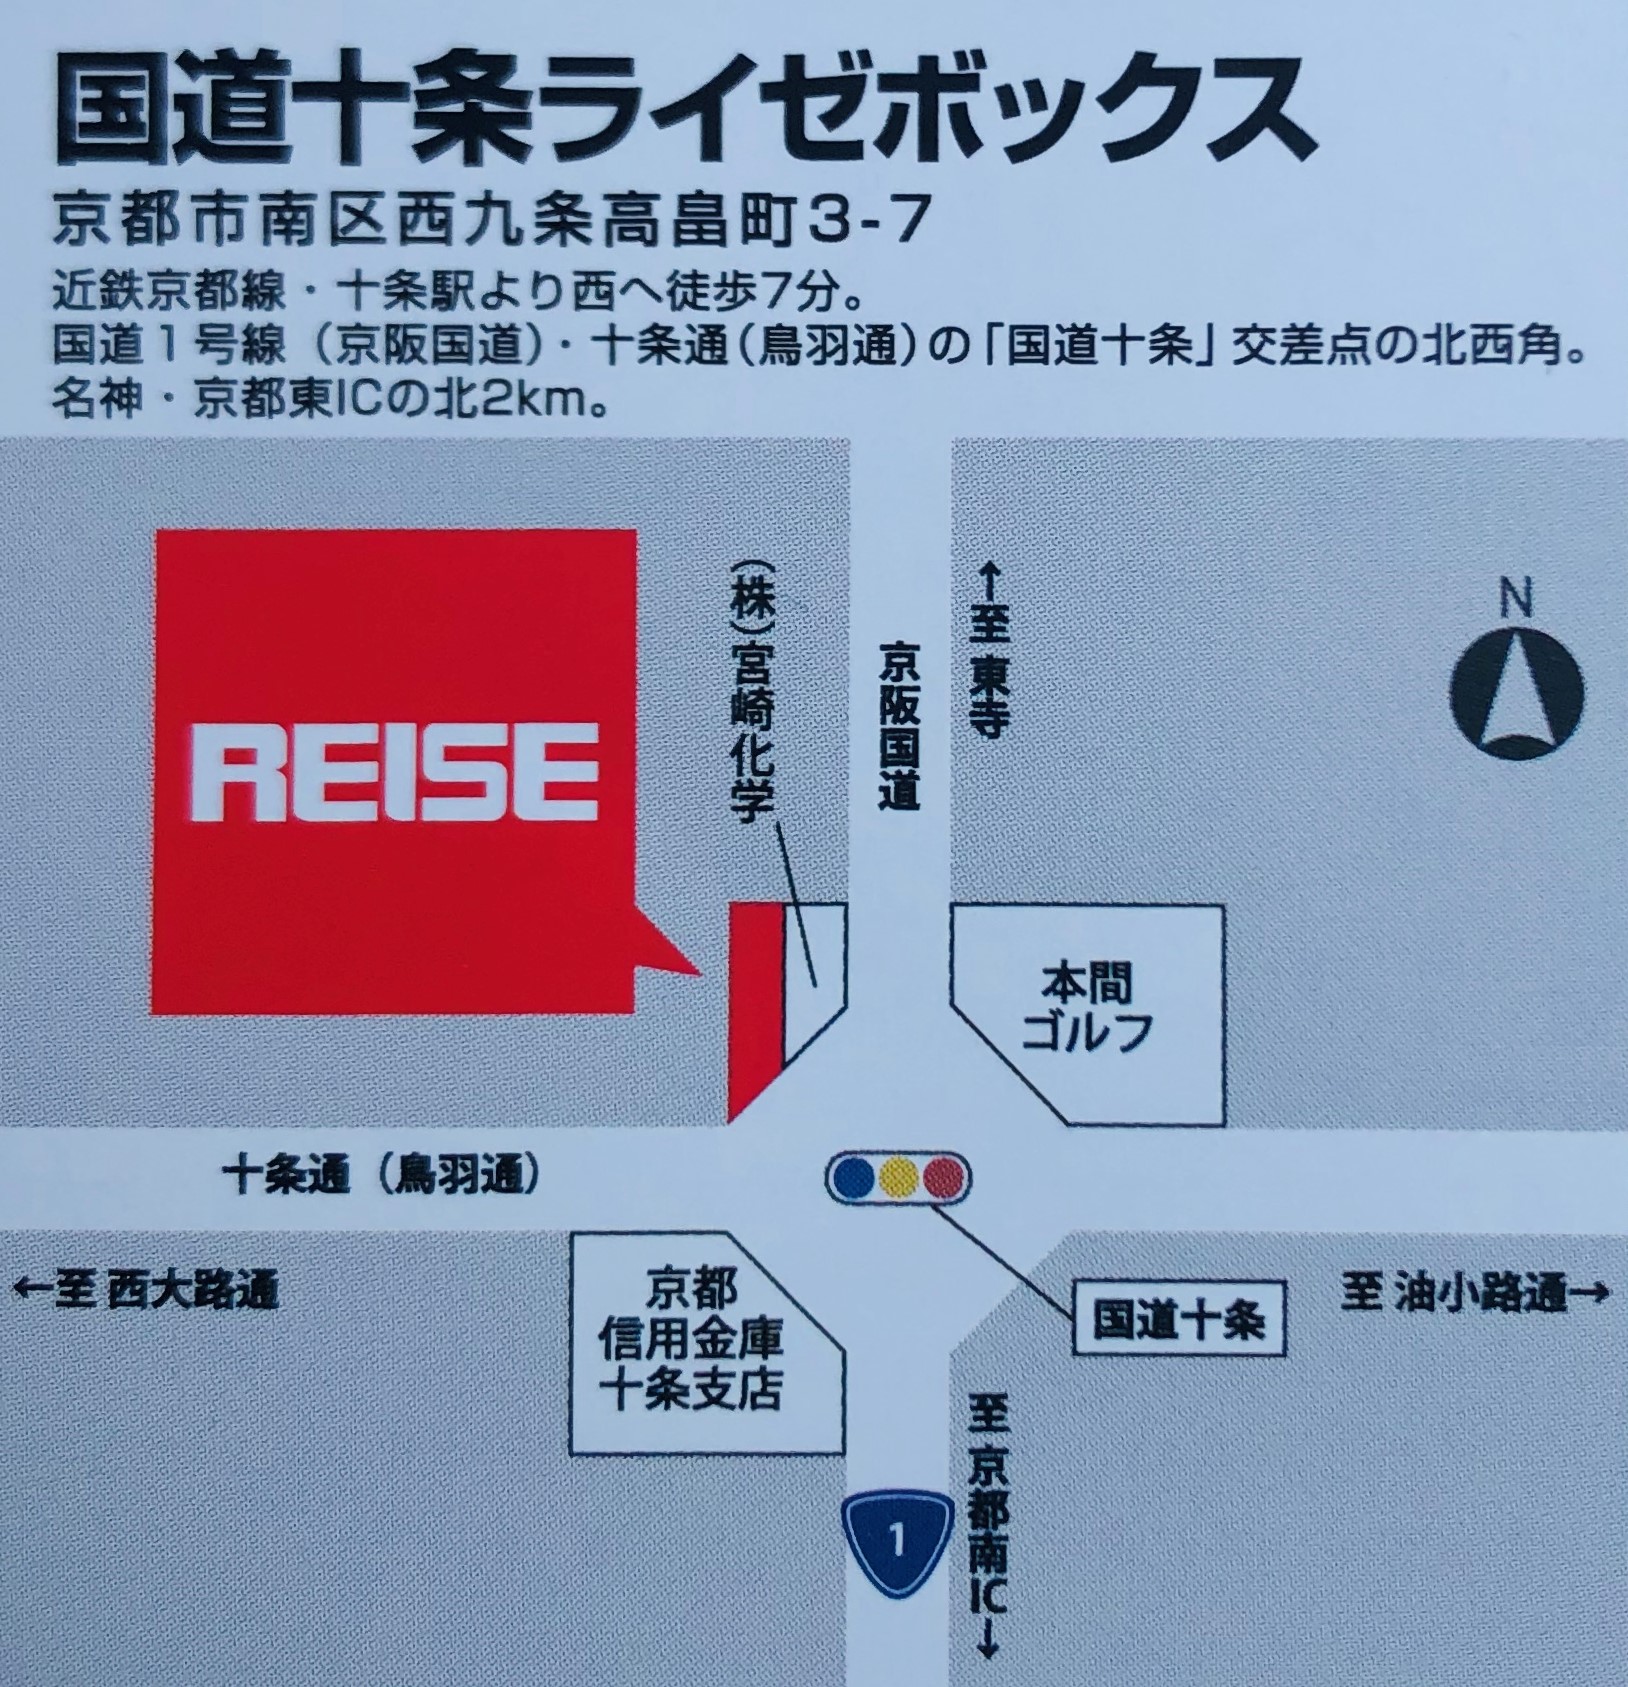 国道十条ライゼボックス
京都市南区西九条高畠町3-7
近鉄京都線・十条駅より西へ徒歩7分。
国道1号線（京阪国道）・十条通（鳥羽通）の「国道十条」交差点の北西角。
名神・京都東ICの北2km。
REISE
（株）宮崎化学
京阪国道
↑至 東寺
N
本間
ゴルフ
十条通（鳥羽通）
←至 西大路通
京都
信用金庫
十条支店
国道十条
至 油小路通→
至 京都南IC↓
1